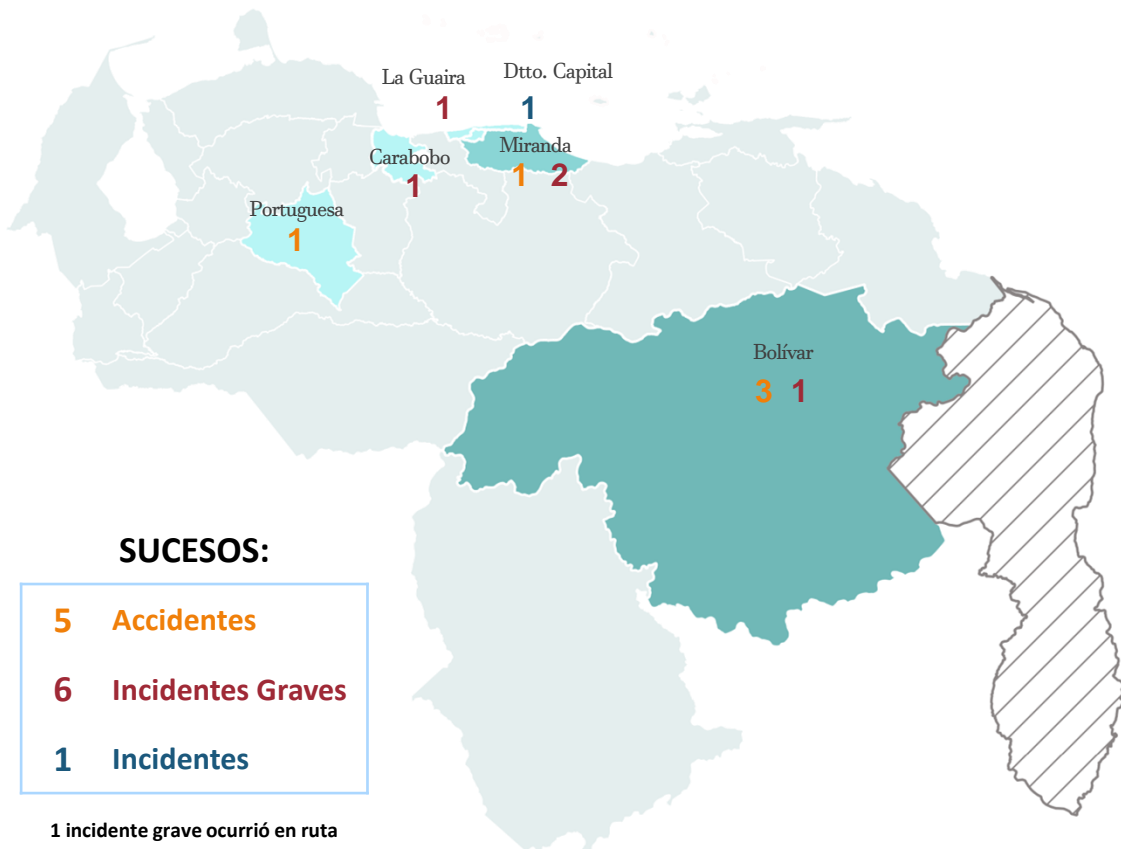 La Guaira
1
Dtto. Capital
1
Carabobo
1
Miranda
1 2
Portuguesa
1
Bolívar
3 1
SUCESOS:
5 Accidentes
6 Incidentes Graves
1 Incidentes
1 incidente grave ocurrió en ruta